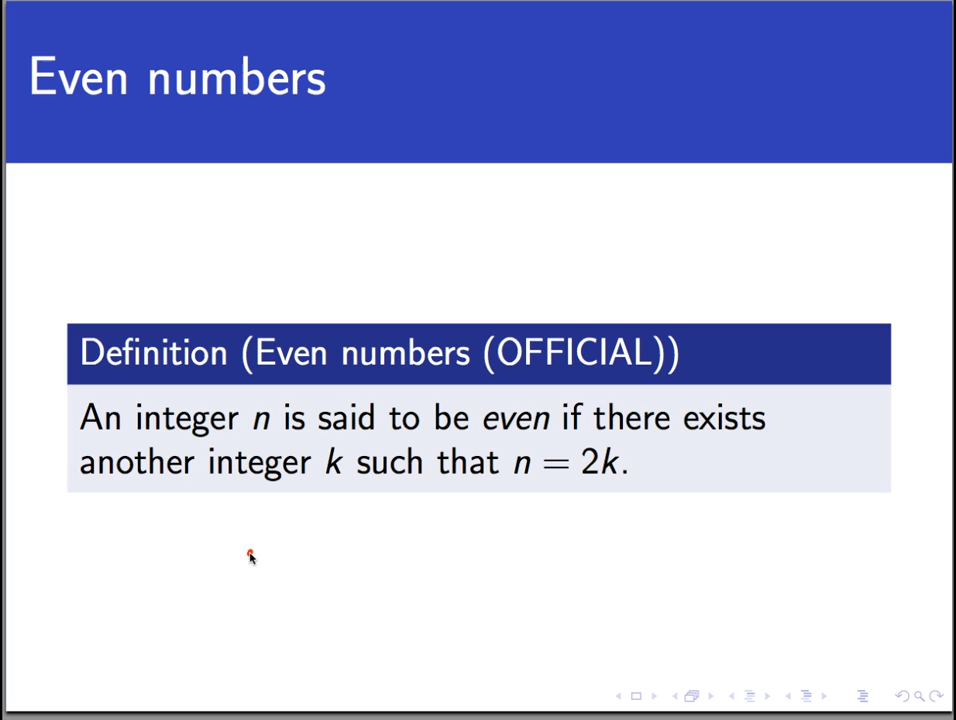 Even numbers
Definition (Even numbers (OFFICIAL))
An integer n is said to be even if there exists
another integer k such that n = 2k.